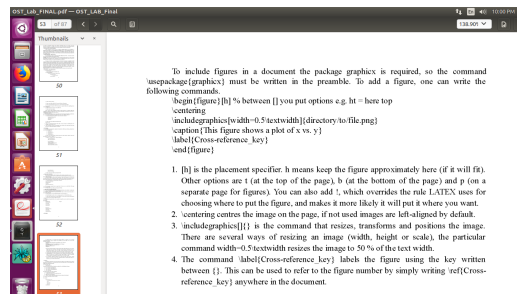 OST_Lab_FINAL.pdf — OST_LAB_Final
10:00 PM
53 of 87
138.90%
Thumbnails
50
51
52
To include figures in a document the package graphicx is required, so the command
\usepackage{graphicx} must be written in the preamble. To add a figure, one can write the
following commands.
\begin{figure}[h] % between [] you put options e.g. ht = here top
\centering
\includegraphics[width=0.5\textwidth]{directory/to/file.png}
\caption{This figure shows a plot of x vs. y}
\label{Cross-reference_key}
\end{figure}
1. [h] is the placement specifier. h means keep the figure approximately here (if it will fit).
Other options are t (at the top of the page), b (at the bottom of the page) and p (on a
separate page for figures). You can also add !, which overrides the rule LATEX uses for
choosing where to put the figure, and makes it more likely it will put it where you want.
2. \centering centres the image on the page, if not used images are left-aligned by default.
3. \includegraphics[]{} is the command that resizes, transforms and positions the image.
There are several ways of resizing an image (width, height or scale), the particular
command width=0.5\textwidth resizes the image to 50 % of the text width.
4. The command \label{Cross-reference_key} labels the figure using the key written
between {}. This can be used to refer to the figure number by simply writing \ref{Cross-
reference_key} anywhere in the document.